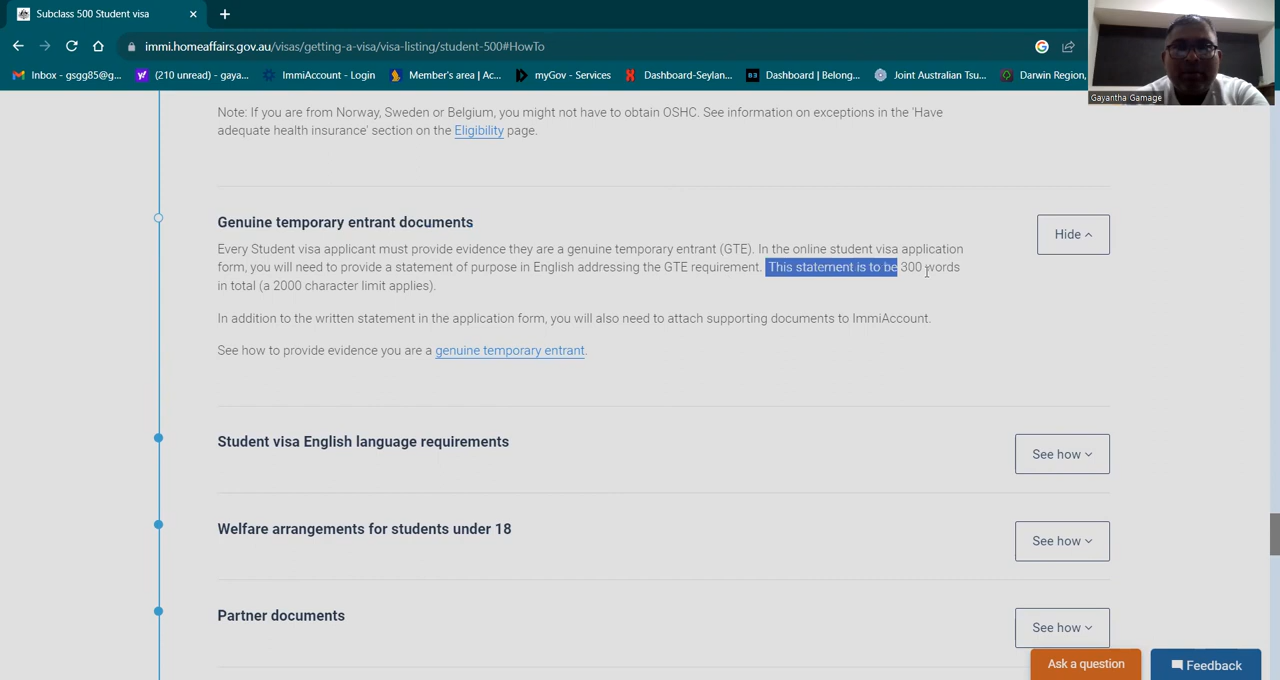 Subclass 500 Student visa
immi.homeaffairs.gov.au/visas/getting-a-visa/visa-listing/student-500#HowTo
Inbox - gsgg85@g... (210 unread) - gaya... ImmiAccount - Login Member's area | Ac... myGov - Services Dashboard-Seylan... Dashboard | Belong... Joint Australian Tsu... Darwin Region,
Gayantha Gamage
Note: If you are from Norway, Sweden or Belgium, you might not have to obtain OSHC. See information on exceptions in the 'Have
adequate health insurance' section on the Eligibility page.
Genuine temporary entrant documents
Hide
Every Student visa applicant must provide evidence they are a genuine temporary entrant (GTE). In the online student visa application
form, you will need to provide a statement of purpose in English addressing the GTE requirement. This statement is to be 300 words
in total (a 2000 character limit applies).
In addition to the written statement in the application form, you will also need to attach supporting documents to ImmiAccount.
See how to provide evidence you are a genuine temporary entrant.
Student visa English language requirements
See how
Welfare arrangements for students under 18
See how
Partner documents
See how
Ask a question
Feedback